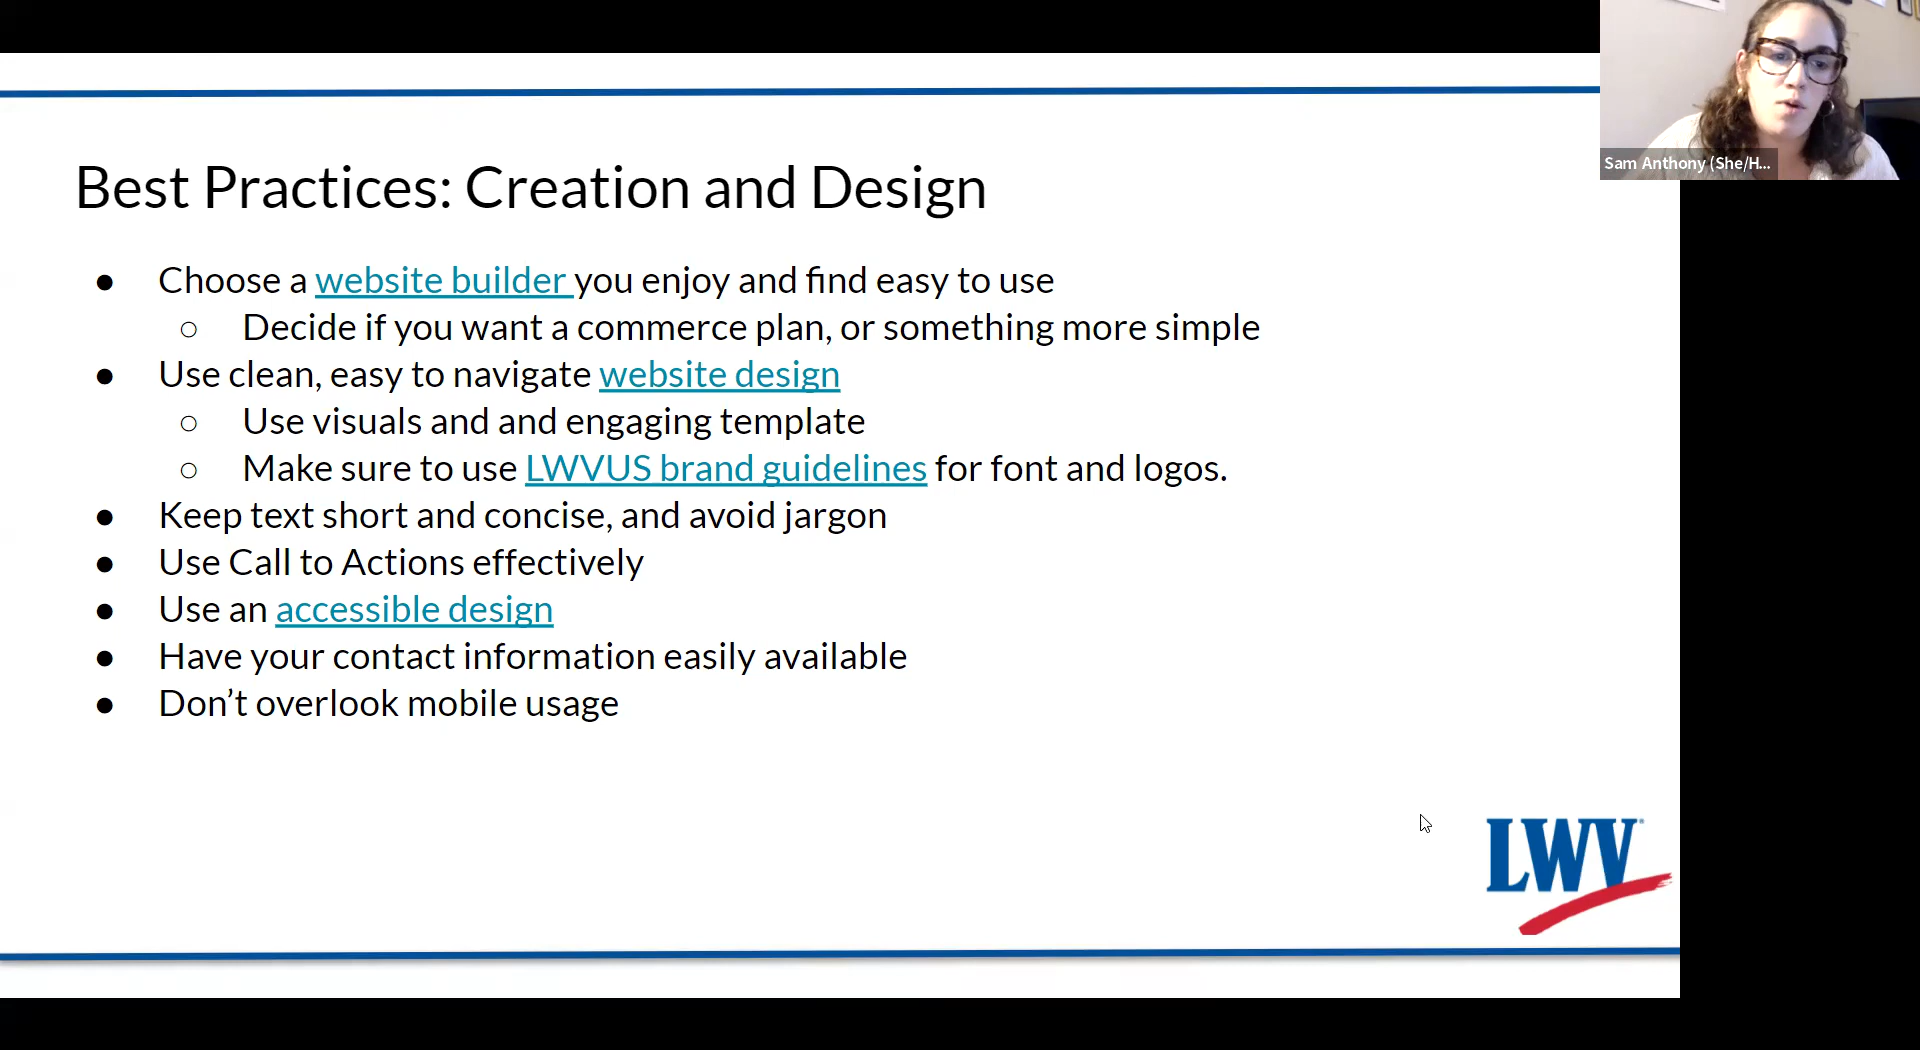 Sam Anthony (She/H...
Best Practices: Creation and Design
● Choose a website builder you enjoy and find easy to use
○ Decide if you want a commerce plan, or something more simple
● Use clean, easy to navigate website design
○ Use visuals and and engaging template
○ Make sure to use LWVUS brand guidelines for font and logos.
● Keep text short and concise, and avoid jargon
● Use Call to Actions effectively
● Use an accessible design
● Have your contact information easily available
● Don’t overlook mobile usage
LWV